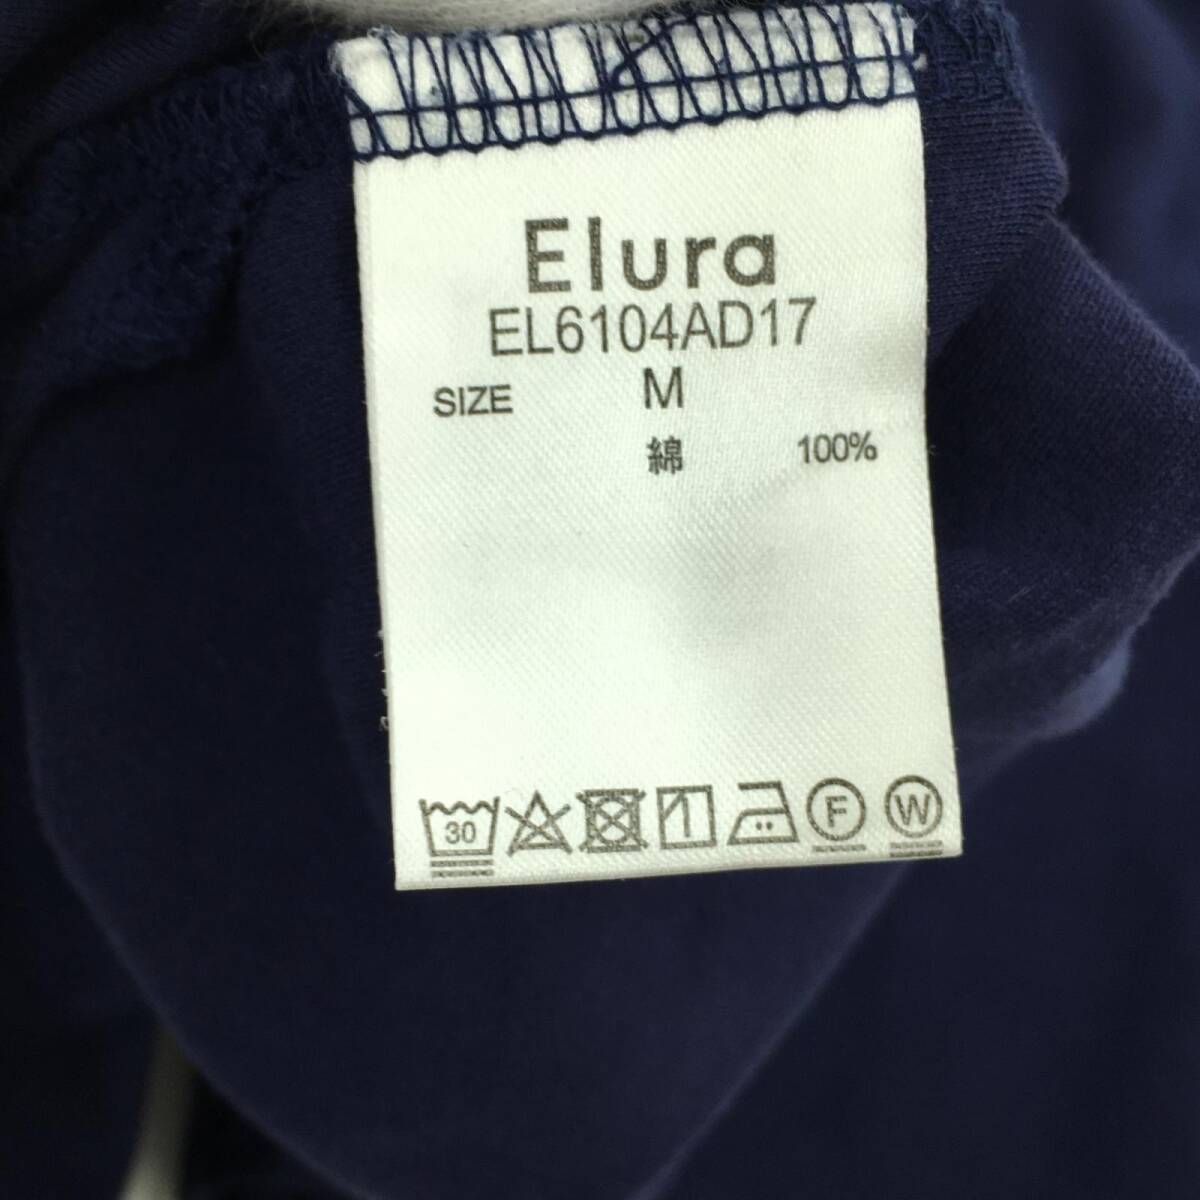 Elura
EL6104AD17
SIZE M
綿 100%
30 F W